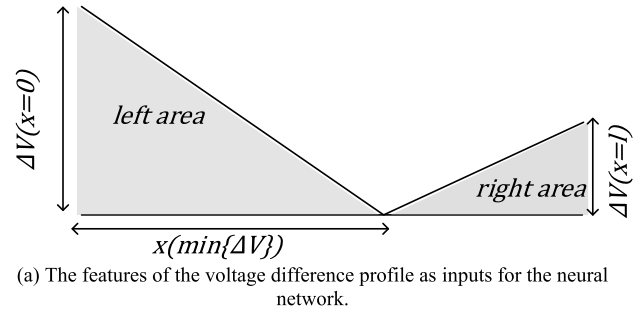 ΔV(x=0)
left area
right area
ΔV(x=l)
x(min{ΔV})
(a) The features of the voltage difference profile as inputs for the neural
network.